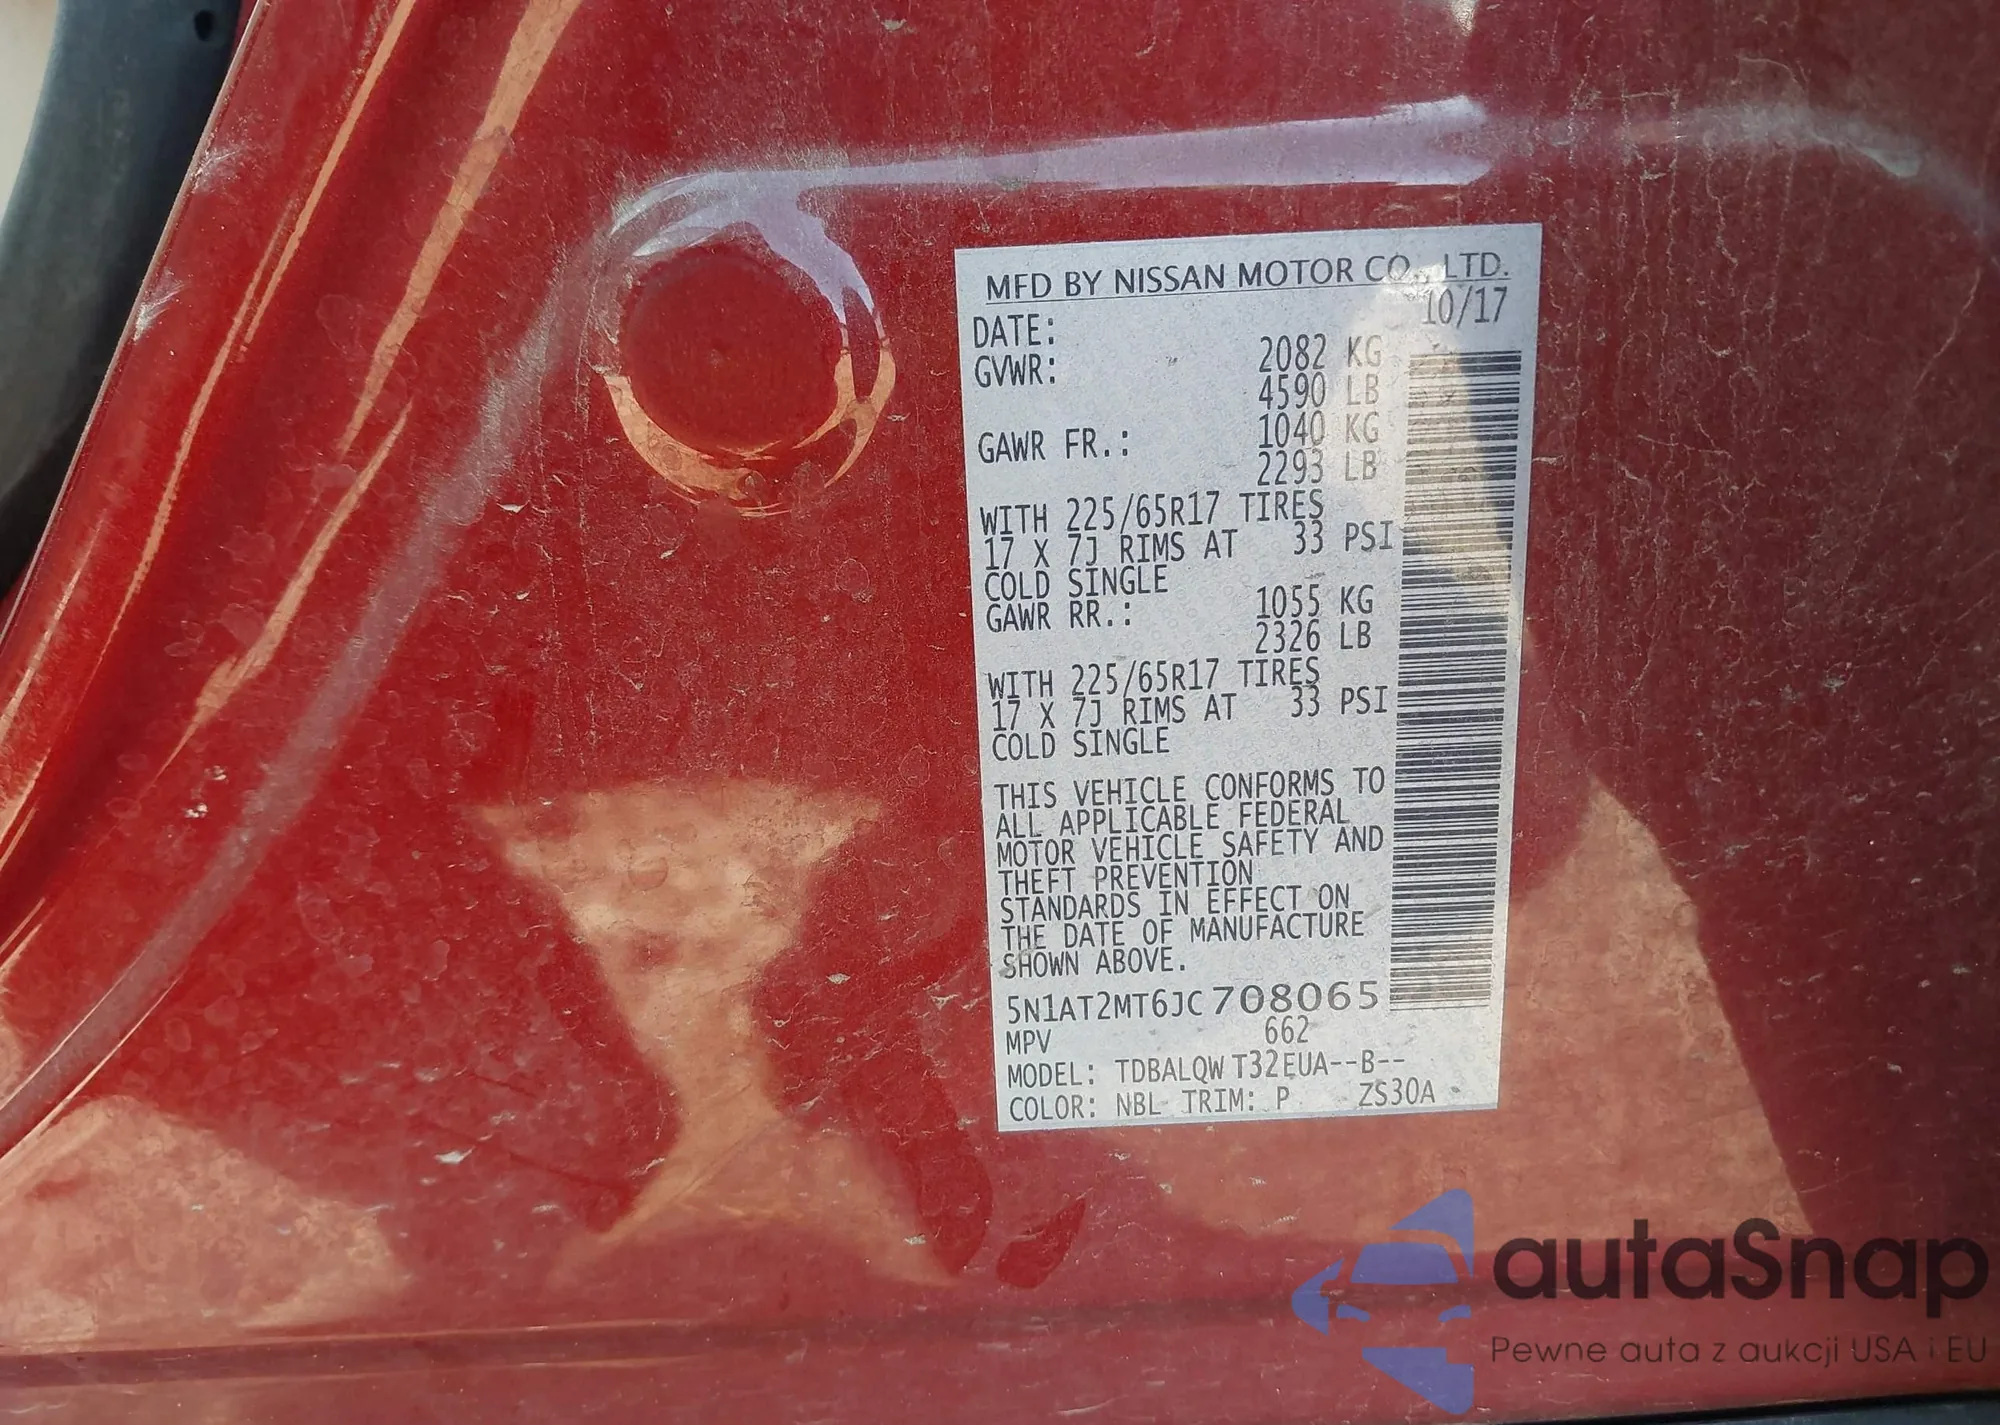 MFD BY NISSAN MOTOR CO., LTD.
DATE: 10/17
GVWR: 2082 KG
4590 LB
GAWR FR.: 1040 KG
2293 LB
WITH 225/65R17 TIRES
17 X 7J RIMS AT 33 PSI
COLD SINGLE
GAWR RR.: 1055 KG
2326 LB
WITH 225/65R17 TIRES
17 X 7J RIMS AT 33 PSI
COLD SINGLE
THIS VEHICLE CONFORMS TO
ALL APPLICABLE FEDERAL
MOTOR VEHICLE SAFETY AND
THEFT PREVENTION
STANDARDS IN EFFECT ON
THE DATE OF MANUFACTURE
SHOWN ABOVE.
5N1AT2MT6JC708065
MPV 662
MODEL: TDBALQW T32EUA--B--
COLOR: NBL TRIM: P ZS30A
autaSnap
Pewne auta z aukcji USA i EU